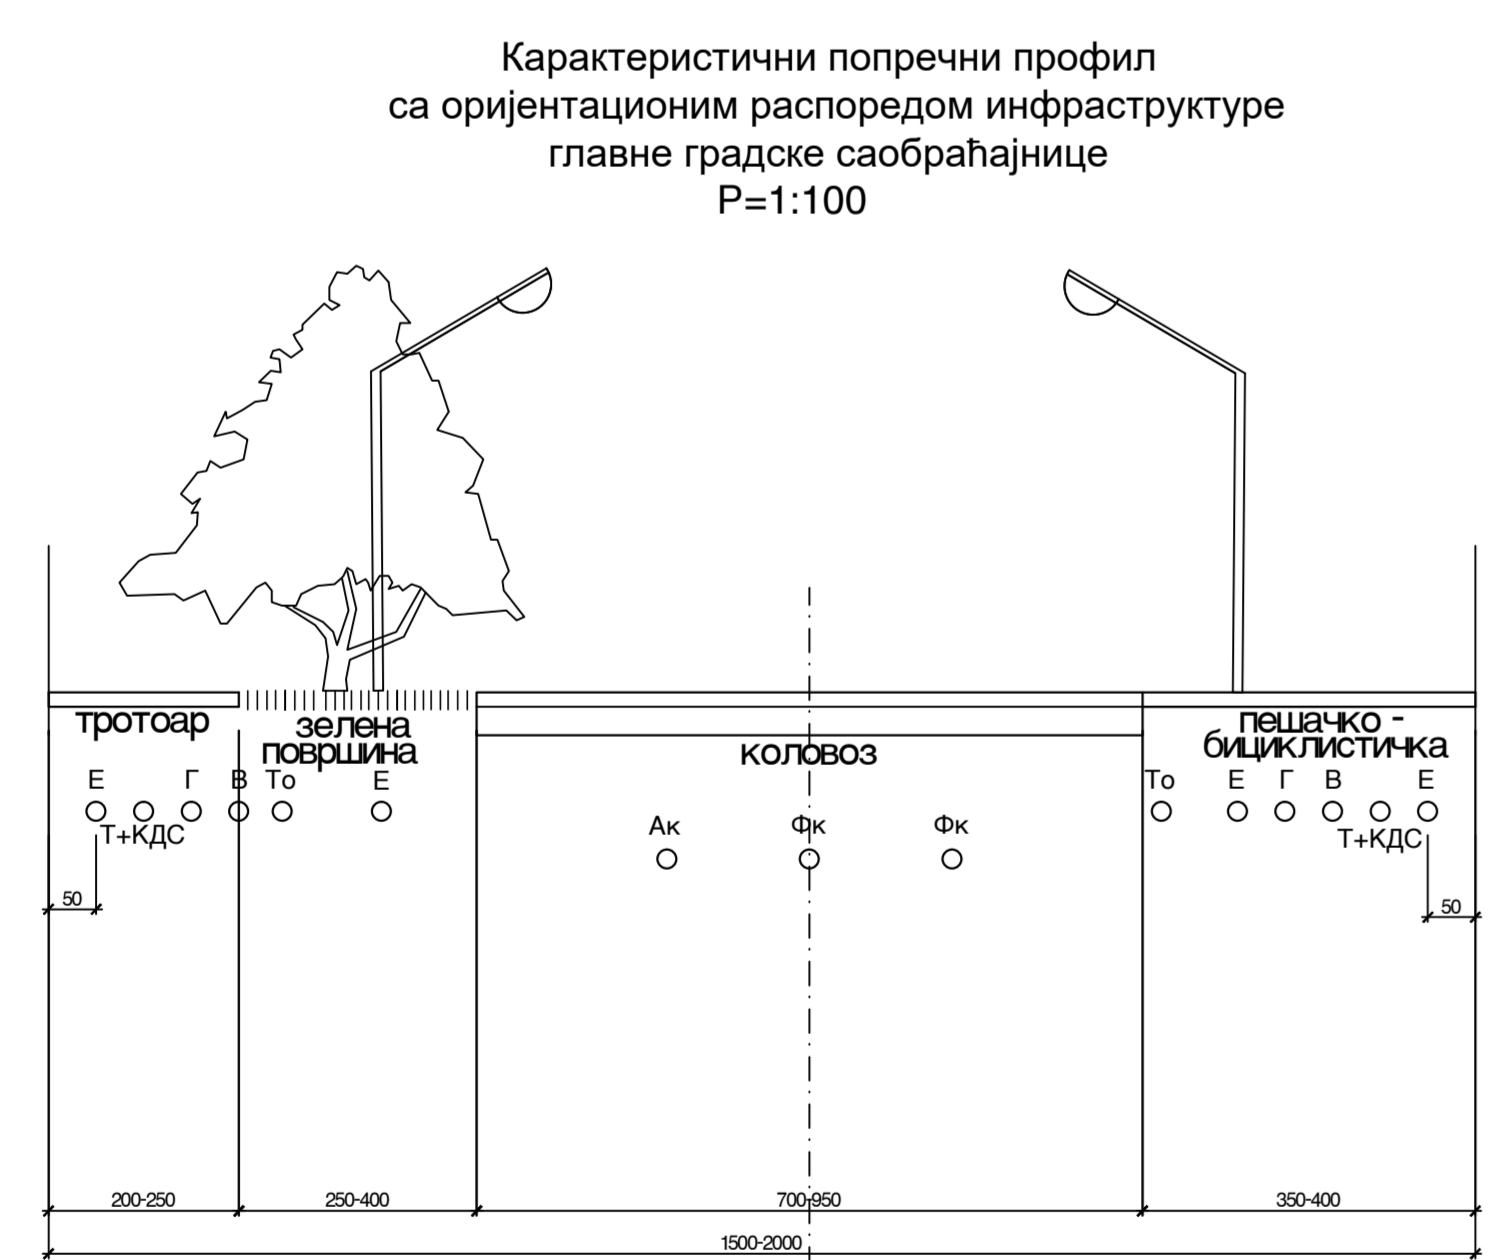 Карактеристични попречни профил
са оријентационим распоредом инфраструктуре
главне градске саобраћајнице
Р=1:100
тротоар
зелена
површина
коловоз
пешачко -
бициклистичка
Е Г В То Е
Т+КДС
Ак Фк Фк
То Е Г В Е
Т+КДС
50
50
200-250 250-400 700-950 350-400
1500-2000